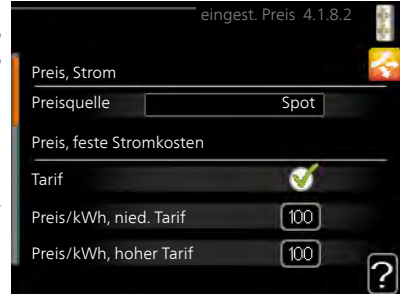 eingest. Preis 4.1.8.2
Preis, Strom
Preisquelle Spot
Preis, feste Stromkosten
Tarif
Preis/kWh, nied. Tarif 100
Preis/kWh, hoher Tarif 100
?